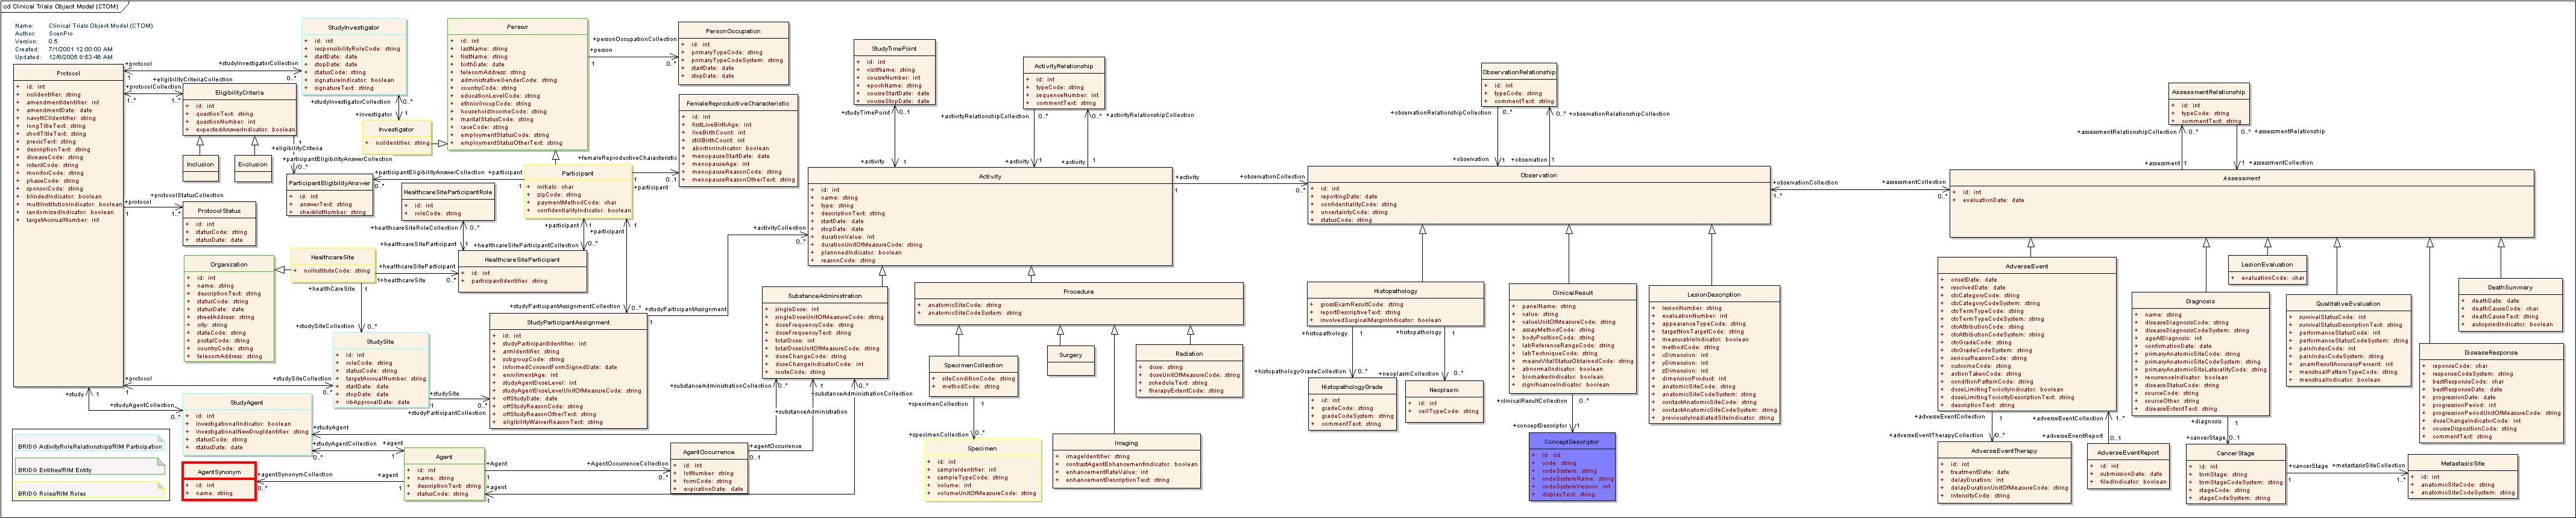 cd Clinical Trials Object Model (CTOM)
Name: Clinical Trials Object Model (CTOM)
Author: ScenPro
Version: 0.5
Created: 7/1/2001 12:00:00 AM
Updated: 12/6/2005 8:53:46 AM
Protocol
+ id: int
+ nciIdentifier: string
+ amendmentIdentifier: int
+ amendmentDate: date
+ navyNCIIdentifier: string
+ longTitleText: string
+ shortTitleText: string
+ precisText: string
+ descriptionText: string
+ diseaseCode: string
+ intentCode: string
+ monitorCode: string
+ phaseCode: string
+ sponsorCode: string
+ blindedIndicator: boolean
+ multiInstitutionIndicator: boolean
+ randomizedIndicator: boolean
+ targetAccrualNumber: int
StudyInvestigator
+ id: int
+ responsibilityRoleCode: string
+ startDate: date
+ stopDate: date
+ statusCode: string
+ signatureIndicator: boolean
+ signatureText: string
Person
+ id: int
+ lastName: string
+ firstName: string
+ birthDate: date
+ telecomAddress: string
+ administrativeGenderCode: string
+ countryCode: string
+ educationLevelCode: string
+ ethnicGroupCode: string
+ householdIncomeCode: string
+ maritalStatusCode: string
+ raceCode: string
+ employmentStatusCode: string
+ employmentStatusOtherText: string
PersonOccupation
+ id: int
+ primaryTypeCode: string
+ primaryTypeCodeSystem: string
+ startDate: date
+ stopDate: date
FemaleReproductiveCharacteristic
+ id: int
+ firstLiveBirthAge: int
+ liveBirthCount: int
+ stillBirthCount: int
+ abortionIndicator: boolean
+ menopauseStartDate: date
+ menopauseAge: int
+ menopauseReasonCode: string
+ menopauseReasonOtherText: string
EligibilityCriteria
+ id: int
+ questionText: string
+ questionNumber: int
+ expectedAnswerIndicator: boolean
Inclusion
Exclusion
Investigator
+ nciIdentifier: string
ParticipantEligibilityAnswer
+ id: int
+ answerText: string
+ checklistNumber: string
HealthcareSiteParticipantRole
+ id: int
+ roleCode: string
Participant
+ initials: char
+ zipCode: string
+ paymentMethodCode: char
+ confidentialityIndicator: boolean
ProtocolStatus
+ id: int
+ statusCode: string
+ statusDate: date
Organization
+ id: int
+ name: string
+ descriptionText: string
+ statusCode: string
+ statusDate: date
+ streetAddress: string
+ city: string
+ stateCode: string
+ postalCode: string
+ countryCode: string
+ telecomAddress: string
HealthcareSite
+ nciInstituteCode: string
HealthcareSiteParticipant
+ id: int
+ participantIdentifier: string
StudySite
+ id: int
+ roleCode: string
+ statusCode: string
+ targetAccrualNumber: string
+ startDate: date
+ stopDate: date
+ irbApprovalDate: date
StudyParticipantAssignment
+ id: int
+ studyParticipantIdentifier: int
+ armIdentifier: string
+ subgroupCode: string
+ informedConsentFormSignedDate: date
+ enrollmentAge: int
+ studyAgentDoseLevel: int
+ studyAgentDoseLevelUnitOfMeasureCode: string
+ offStudyDate: date
+ offStudyReasonCode: string
+ offStudyReasonOtherText: string
+ eligibilityWaiverReasonText: string
StudyAgent
+ id: int
+ investigationalIndicator: boolean
+ investigationalNewDrugIdentifier: string
+ statusCode: string
+ statusDate: date
AgentSynonym
+ id: int
+ name: string
Agent
+ id: int
+ name: string
+ descriptionText: string
+ statusCode: string
AgentOccurrence
+ id: int
+ lotNumber: string
+ formCode: string
+ expirationDate: date
BRIDG ActivityRoleRelationships/RIM Participation
BRIDG Entities/RIM Entity
BRIDG Roles/RIM Roles
StudyTimePoint
+ id: int
+ visitName: string
+ courseNumber: int
+ epochName: string
+ courseStartDate: date
+ courseStopDate: date
ActivityRelationship
+ id: int
+ typeCode: string
+ sequenceNumber: int
+ commentText: string
Activity
+ id: int
+ name: string
+ type: string
+ descriptionText: string
+ startDate: date
+ stopDate: date
+ durationValue: int
+ durationUnitOfMeasureCode: string
+ plannnedIndicator: boolean
+ reasonCode: string
SubstanceAdministration
+ singleDose: int
+ singleDoseUnitOfMeasureCode: string
+ doseFrequencyCode: string
+ doseFrequencyText: string
+ totalDose: int
+ totalDoseUnitOfMeasureCode: string
+ doseChangeCode: string
+ doseChangeIndicatorCode: int
+ routeCode: string
Procedure
+ anatomicSiteCode: string
+ anatomicSiteCodeSystem: string
SpecimenCollection
+ siteConditionCode: string
+ methodCode: string
Surgery
Radiation
+ dose: string
+ doseUnitOfMeasureCode: string
+ scheduleText: string
+ therapyExtentCode: string
Specimen
+ id: int
+ sampleIdentifier: int
+ sampleTypeCode: string
+ volume: int
+ volumeUnitOfMeasureCode: string
Imaging
+ imageIdentifier: string
+ contrastAgentEnhancementIndicator: boolean
+ enhancementRateValue: int
+ enhancementDescriptionText: string
ObservationRelationship
+ id: int
+ typeCode: string
+ commentText: string
Observation
+ id: int
+ reportingDate: date
+ confidentialityCode: string
+ uncertaintyCode: string
+ statusCode: string
Histopathology
+ grossExamResultCode: string
+ reportDescriptiveText: string
+ involvedSurgicalMarginIndicator: boolean
HistopathologyGrade
+ id: int
+ gradeCode: string
+ gradeCodeSystem: string
+ commentText: string
Neoplasm
+ id: int
+ cellTypeCode: string
ClinicalResult
+ panelName: string
+ value: string
+ valueUnitOfMeasureCode: string
+ assayMethodCode: string
+ bodyPositionCode: string
+ labReferenceRangeCode: string
+ labTechniqueCode: string
+ meansVitalStatusObtainedCode: string
+ abnormalIndicator: boolean
+ biomarkerIndicator: boolean
+ significanceIndicator: boolean
ConceptDescriptor
+ id: int
+ code: string
+ codeSystem: string
+ codeSystemName: string
+ codeSystemVersion: int
+ displayText: string
LesionDescription
+ lesionNumber: string
+ evaluationNumber: int
+ appearanceTypeCode: string
+ targetNonTargetCode: string
+ measurableIndicator: boolean
+ methodCode: string
+ xDimension: int
+ yDimension: int
+ zDimension: int
+ dimensionProduct: int
+ anatomicSiteCode: string
+ anatomicSiteCodeSystem: string
+ contactAnatomicSiteCode: string
+ contactAnatomicSiteCodeSystem: string
+ previouslyIrradiatedSiteIndicator: string
AssessmentRelationship
+ id: int
+ typeCode: string
+ commentText: string
Assessment
+ id: int
+ evaluationDate: date
AdverseEvent
+ onsetDate: date
+ resolvedDate: date
+ ctcCategoryCode: string
+ ctcCategoryCodeSystem: string
+ ctcTermTypeCode: string
+ ctcTermTypeCodeSystem: string
+ ctcAttributionCode: string
+ ctcAttributionCodeSystem: string
+ ctcGradeCode: string
+ ctcGradeCodeSystem: string
+ seriousReasonCode: string
+ outcomeCode: string
+ actionTakenCode: string
+ conditionPatternCode: string
+ doseLimitingToxicityIndicator: boolean
+ doseLimitingToxicityDescriptionText: string
+ descriptionText: string
AdverseEventTherapy
+ id: int
+ treatmentDate: date
+ delayDuration: int
+ delayDurationUnitOfMeasureCode: string
+ intensityCode: string
AdverseEventReport
+ id: int
+ submissionDate: date
+ filedIndicator: boolean
Diagnosis
+ name: string
+ diseaseDiagnosisCode: string
+ diseaseDiagnosisCodeSystem: string
+ ageAtDiagnosis: int
+ confirmationDate: date
+ primaryAnatomicSiteCode: string
+ primaryAnatomicSiteCodeSystem: string
+ primaryAnatomicSiteLateralityCode: string
+ recurrenceIndicator: boolean
+ diseaseStatusCode: string
+ sourceCode: string
+ sourceOther: string
+ diseaseExtentText: string
CancerStage
+ id: int
+ tnmStage: string
+ tnmStageCodeSystem: string
+ stageCode: string
+ stageCodeSystem: string
LesionEvaluation
+ evaluationCode: char
QualitativeEvaluation
+ survivalStatusCode: int
+ survivalStatusDescriptionText: string
+ performanceStatusCode: int
+ performanceStatusCodeSystem: string
+ painIndexCode: int
+ painIndexCodeSystem: string
+ anamResultAccuracyPercent: int
+ menstrualPatternTypeCode: string
+ menstrualIndicator: boolean
DeathSummary
+ deathDate: date
+ deathCauseCode: char
+ deathCauseText: string
+ autopsiedIndicator: boolean
DiseaseResponse
+ reponseCode: char
+ responseCodeSystem: string
+ bestResponseCode: char
+ bestResponseDate: date
+ progressionDate: date
+ progressionPeriod: int
+ progressionPeriodUnitOfMeasureCode: string
+ doseChangeIndicatorCode: int
+ courseDispositionCode: string
+ commentText: string
MetastasisSite
+ id: int
+ anatomicSiteCode: string
+ anatomicSiteCodeSystem: string